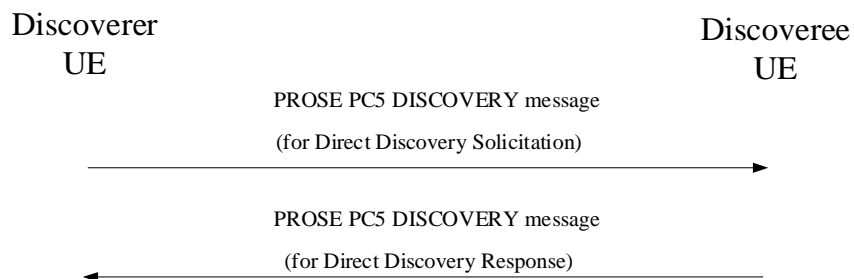 Discoverer
UE
Discoveree
UE
PROSE PC5 DISCOVERY message
(for Direct Discovery Solicitation)
PROSE PC5 DISCOVERY message
(for Direct Discovery Response)